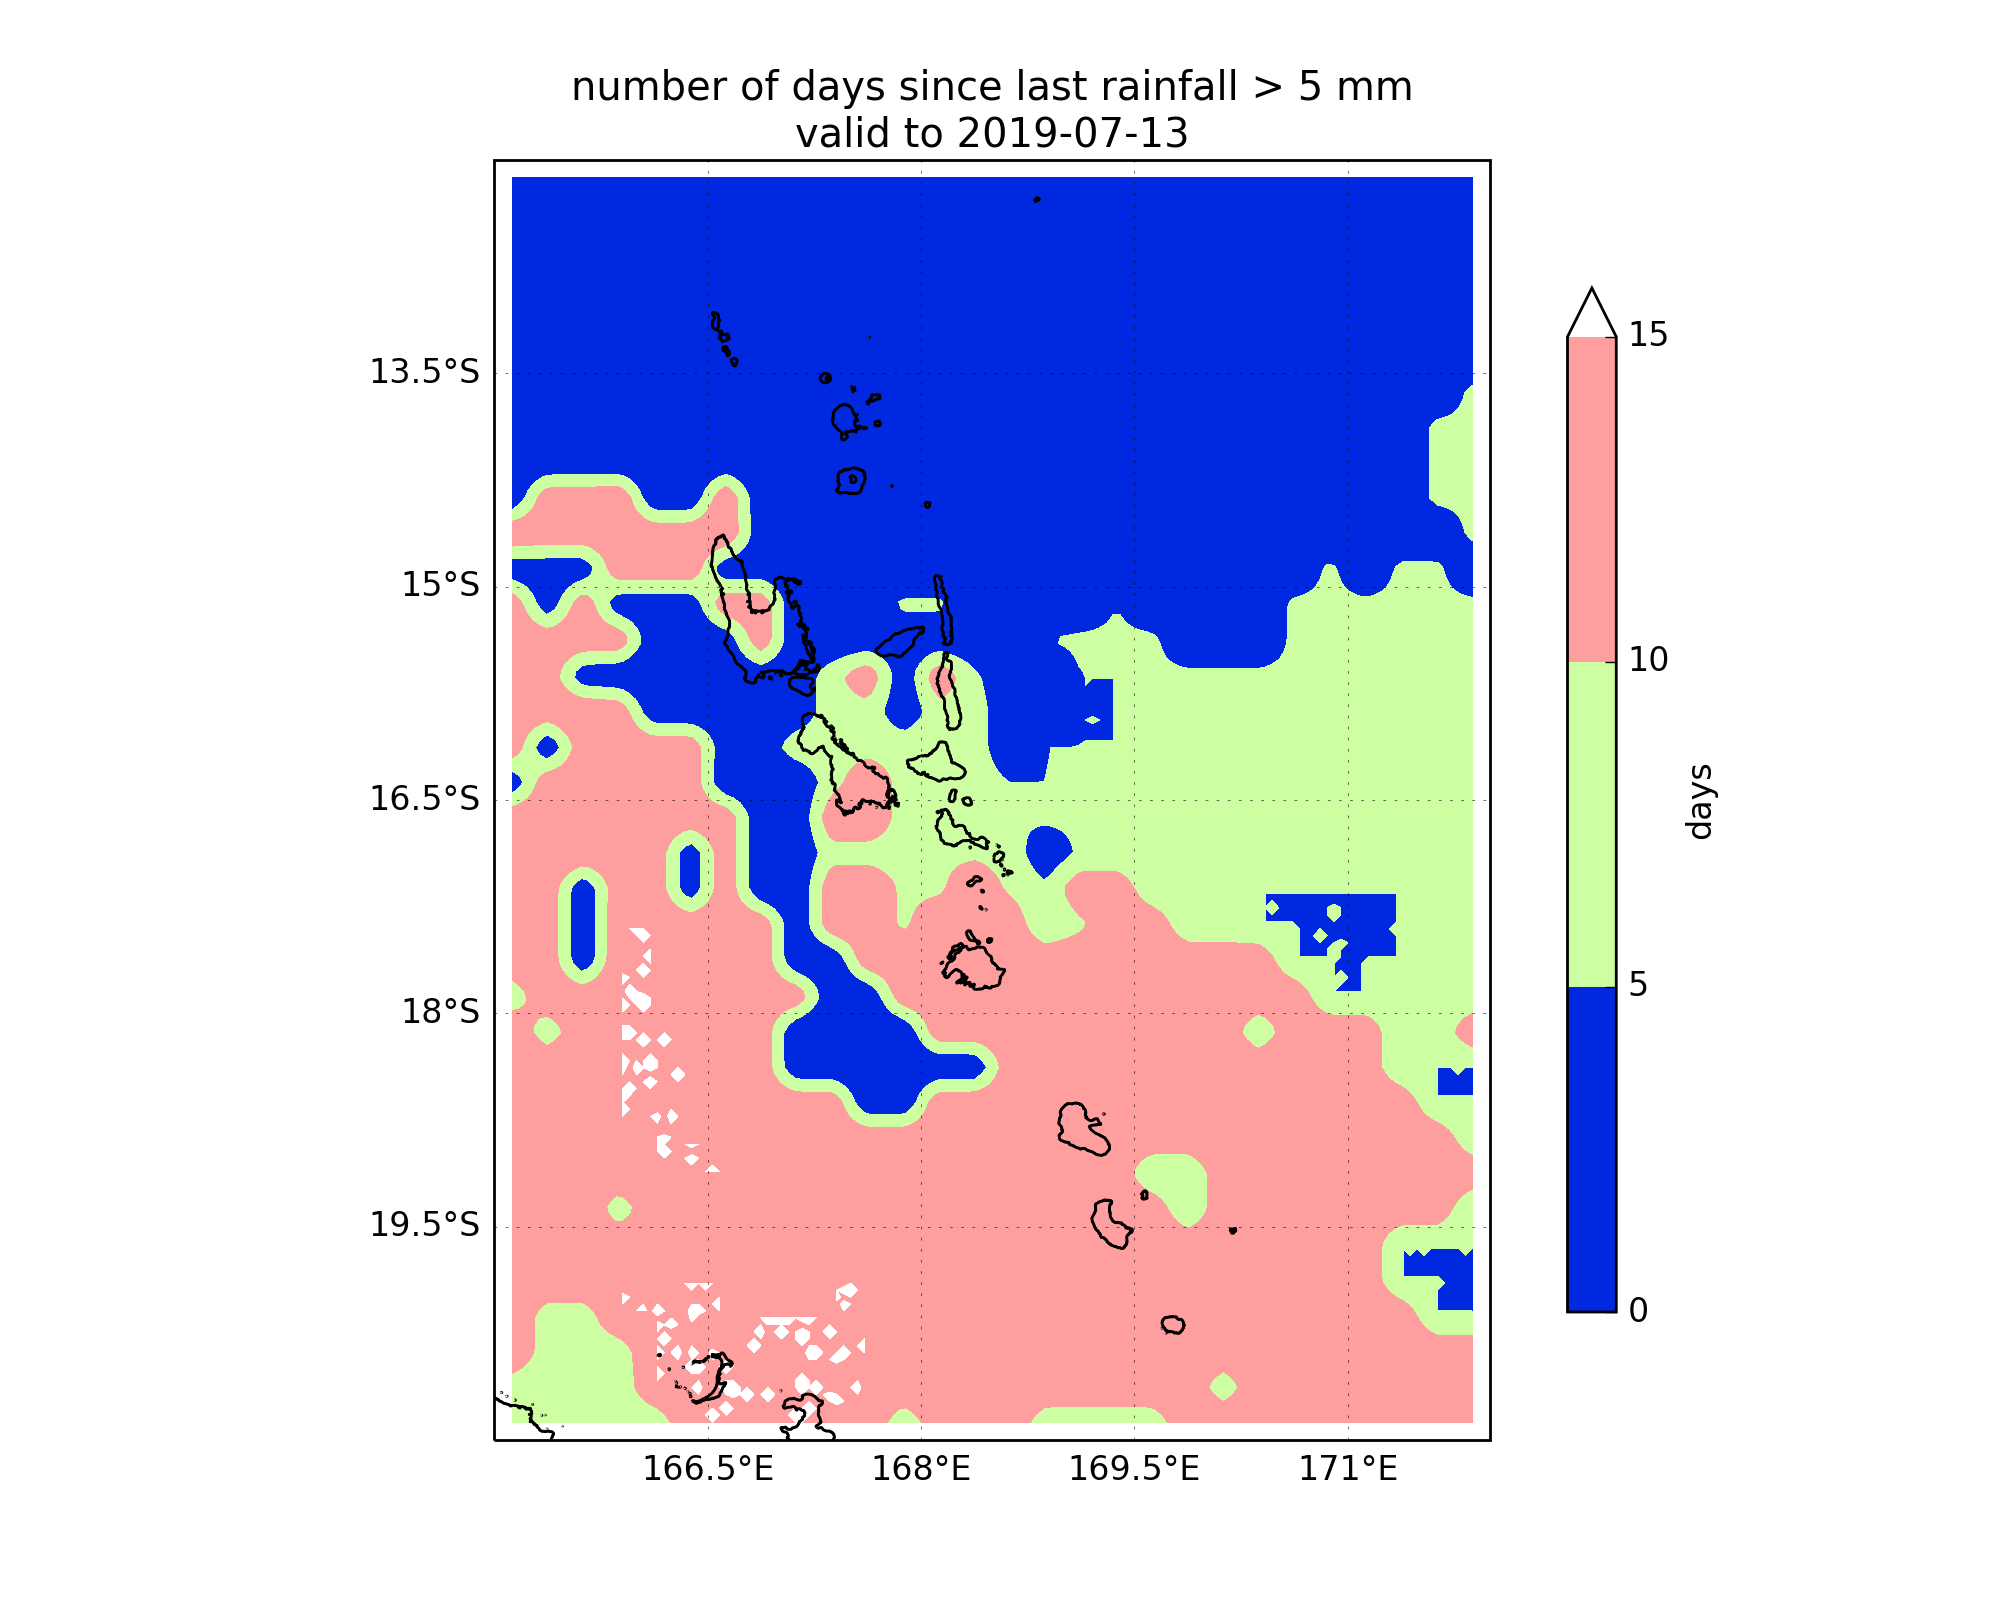 number of days since last rainfall > 5 mm
valid to 2019-07-13
13.5°S
15°S
16.5°S
18°S
19.5°S
166.5°E
168°E
169.5°E
171°E
15
10
5
0
days